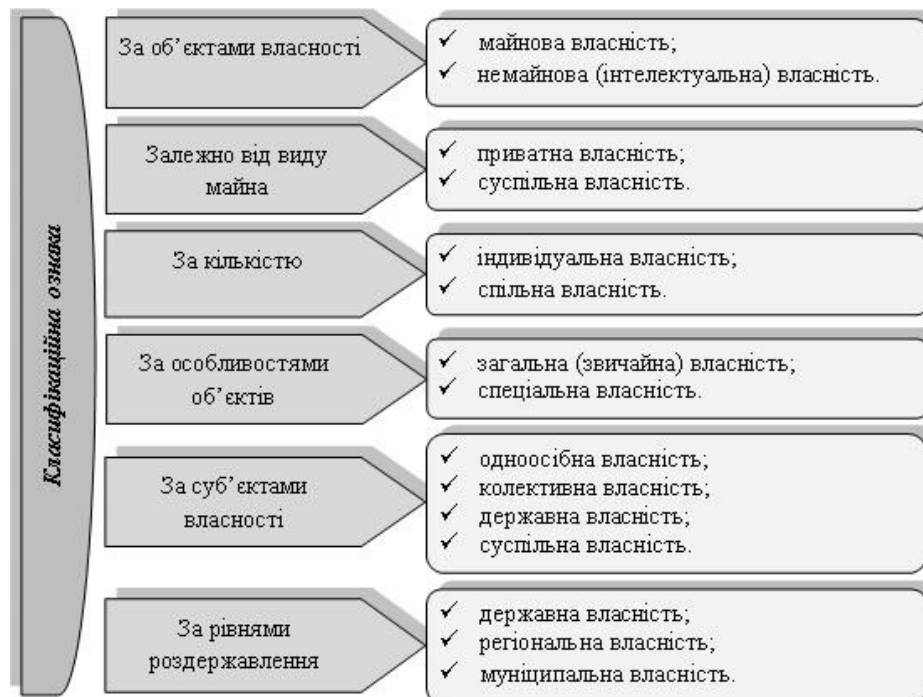 Класифікаційна ознака
За об’єктами власності
майнова власність;
немайнова (інтелектуальна) власність.
Залежно від виду
майна
приватна власність;
суспільна власність.
За кількістю
індивідуальна власність;
спільна власність.
За особливостями
об’єктів
загальна (звичайна) власність;
спеціальна власність.
За суб’єктами
власності
одноосібна власність;
колективна власність;
державна власність;
суспільна власність.
За рівнями
роздержавлення
державна власність;
регіональна власність;
муніципальна власність.